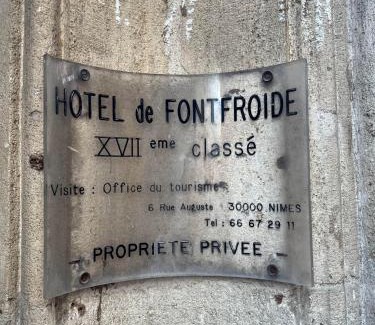 HOTEL de FONTFROIDE
XVII eme classé
Visite : Office du tourisme
6 Rue Auguste 30000 NIMES
Tel : 66 67 29 11
- PROPRIETE PRIVEE -